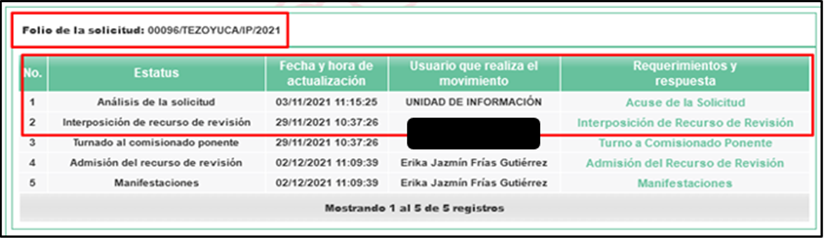 Folio de la solicitud: 00096/TEZOYUCA/IP/2021
No. Estatus Fecha y hora de actualización Usuario que realiza el movimiento Requerimientos y respuesta
1 Análisis de la solicitud 03/11/2021 11:15:25 UNIDAD DE INFORMACIÓN Acuse de la Solicitud
2 Interposición de recurso de revisión 29/11/2021 10:37:26 Interposición de Recurso de Revisión
3 Turnado al comisionado ponente 29/11/2021 10:37:26 Turno a Comisionado Ponente
4 Admisión del recurso de revisión 02/12/2021 11:09:39 Erika Jazmín Frías Gutiérrez Admisión del Recurso de Revisión
5 Manifestaciones 02/12/2021 11:09:39 Erika Jazmín Frías Gutiérrez Manifestaciones
Mostrando 1 al 5 de 5 registros